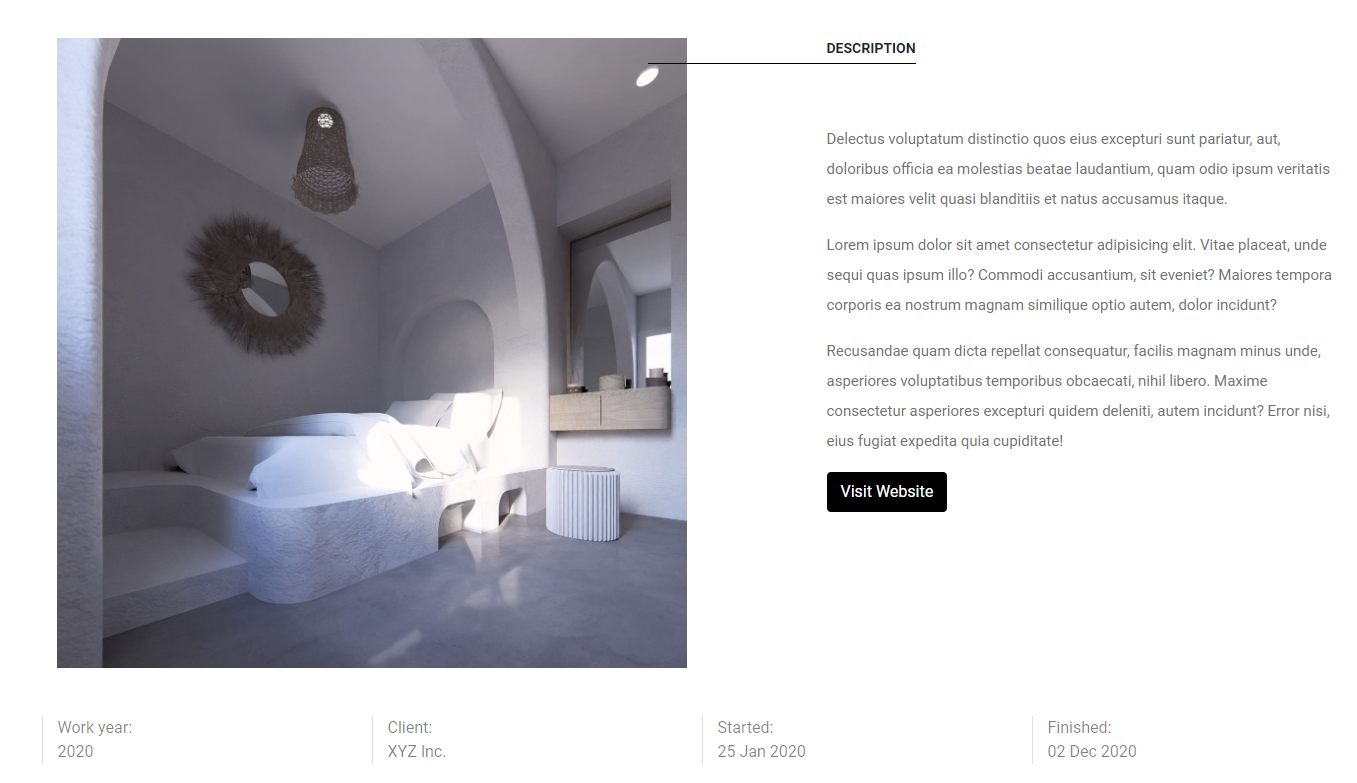 DESCRIPTION
Delectus voluptatum distinctio quos eius excepturi sunt pariatur, aut,
doloribus officia ea molestias beatae laudantium, quam odio ipsum veritatis
est maiores velit quasi blanditiis et natus accusamus itaque.
Lorem ipsum dolor sit amet consectetur adipisicing elit. Vitae placeat, unde
sequi quas ipsum illo? Commodi accusantium, sit eveniet? Maiores tempora
corporis ea nostrum magnam similique optio autem, dolor incidunt?
Recusandae quam dicta repellat consequatur, facilis magnam minus unde,
asperiores voluptatibus temporibus obcaecati, nihil libero. Maxime
consectetur asperiores excepturi quidem deleniti, autem incidunt? Error nisi,
eius fugiat expedita quia cupiditate!
Visit Website
Work year:
2020
Client:
XYZ Inc.
Started:
25 Jan 2020
Finished:
02 Dec 2020